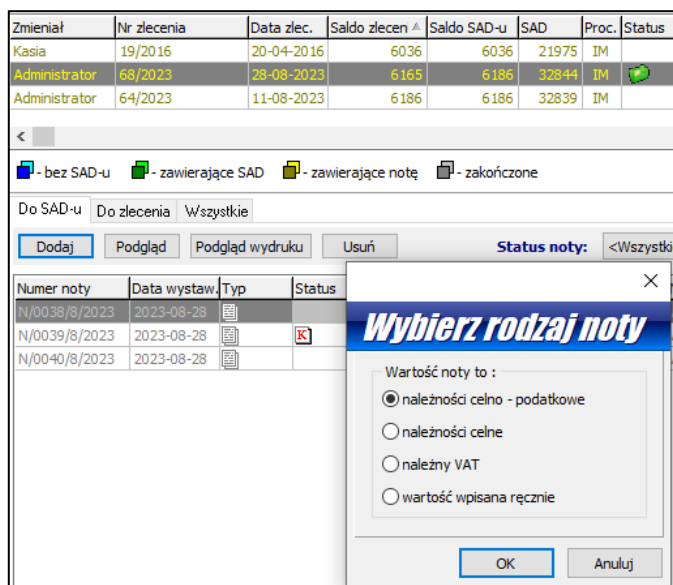 Zmieniał Nr zlecenia Data zlec. Saldo zlecen Saldo SAD-u SAD Proc. Status
Kasia 19/2016 20-04-2016 6036 6036 21975 IM
Administrator 68/2023 28-08-2023 6165 6186 32844 IM
Administrator 64/2023 11-08-2023 6186 6186 32839 IM
- bez SAD-u - zawierające SAD - zawierające notę - zakończone
Do SAD-u Do zlecenia Wszystkie
Dodaj Podgląd Podgląd wydruku Usuń Status noty: <Wszystki
Numer noty Data wystaw. Typ Status
N/0038/8/2023 2023-08-28
N/0039/8/2023 2023-08-28 K
N/0040/8/2023 2023-08-28
Wybierz rodzaj noty
Wartość noty to :
należności celno - podatkowe
należności celne
należny VAT
wartość wpisana ręcznie
OK Anuluj